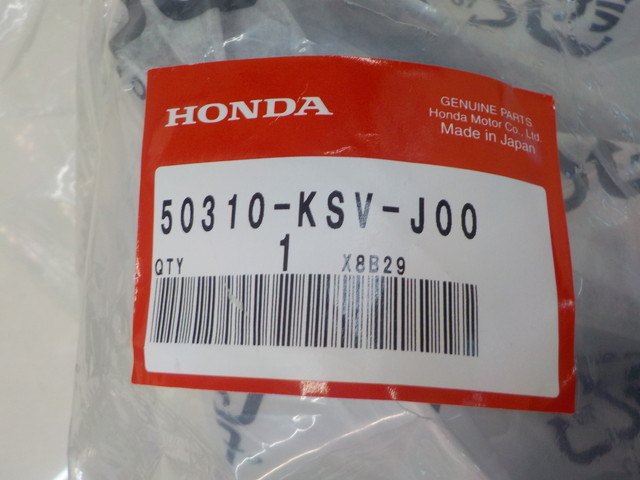 HONDA
GENUINE PARTS
Honda Motor Co., Ltd.
Made in Japan
50310-KSV-J00
QTY 1 X8B29